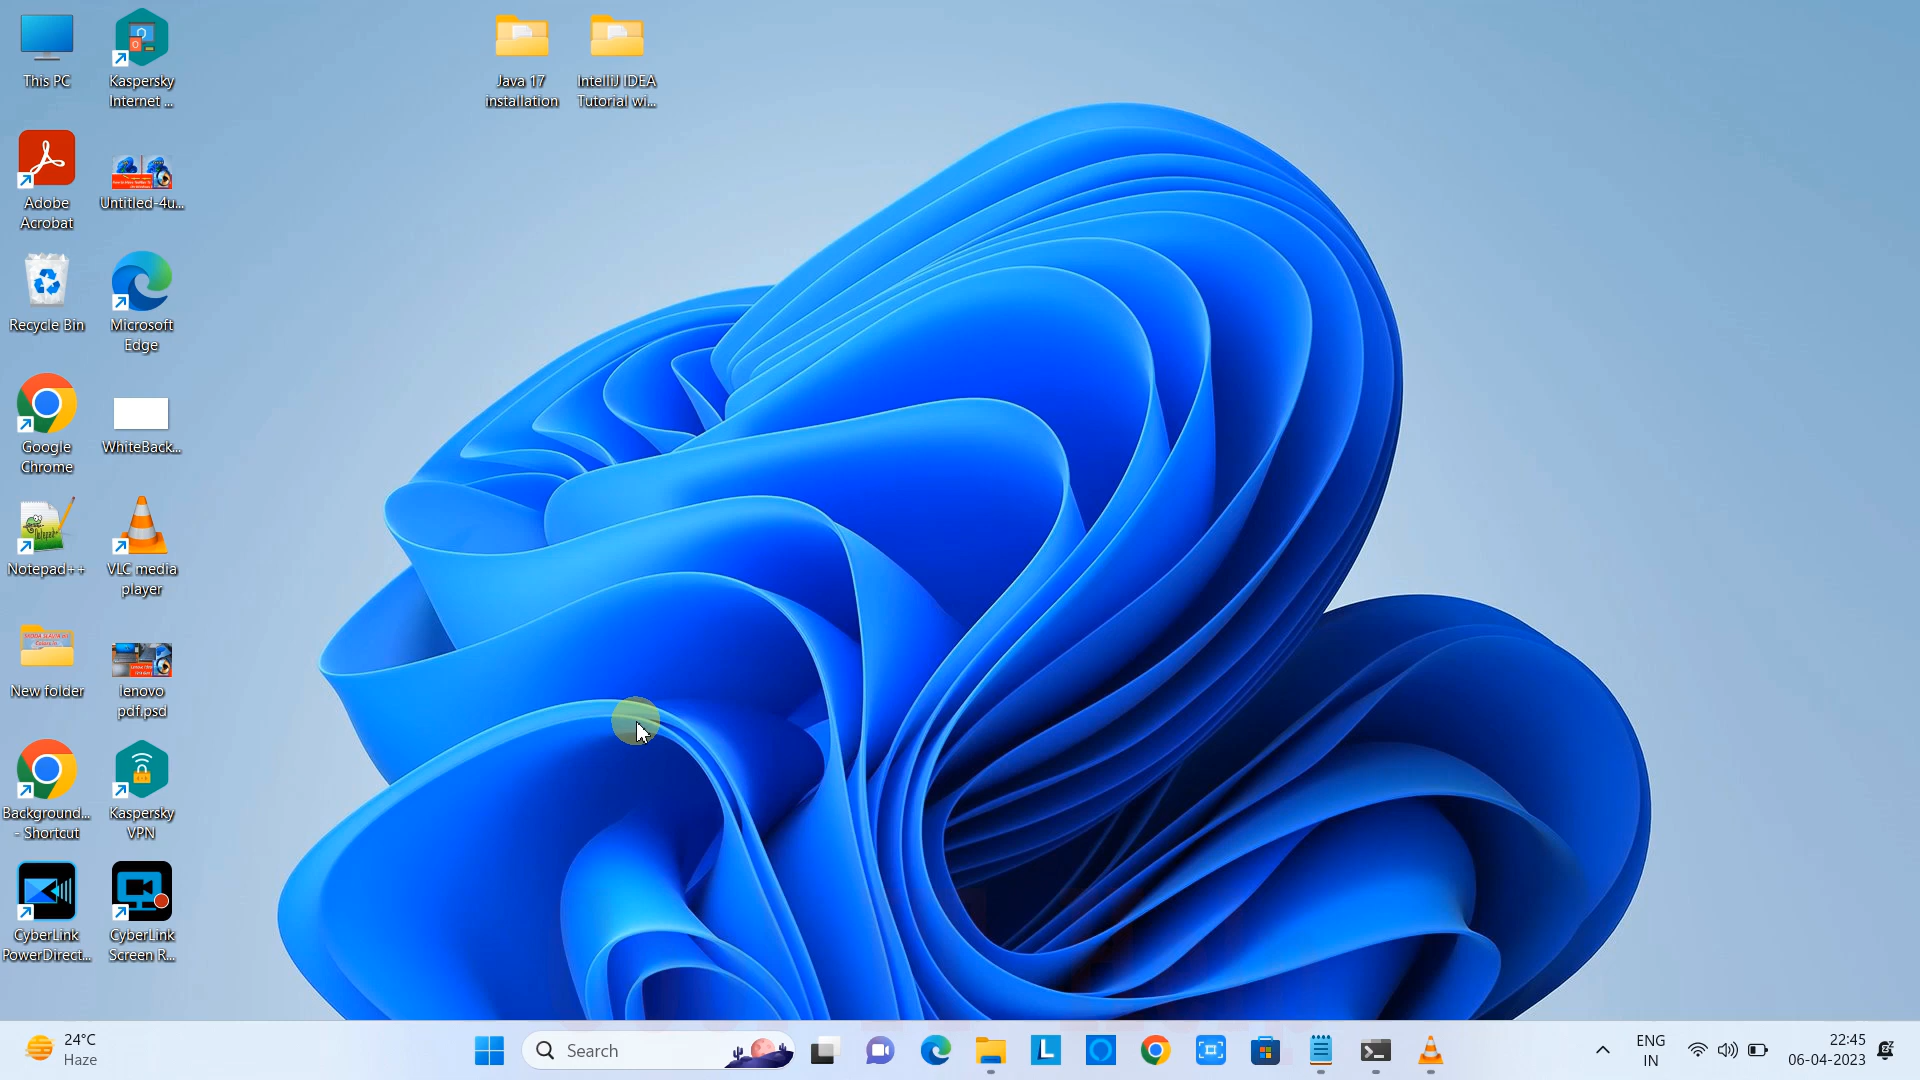 This PC
Kaspersky
Internet ...
Java 17
installation
IntelliJ IDEA
Tutorial wi...
Adobe
Acrobat
Untitled-4u...
Recycle Bin
Microsoft
Edge
Google
Chrome
WhiteBack...
Notepad++
VLC media
player
New folder
lenovo
pdf.psd
Background...
- Shortcut
Kaspersky
VPN
CyberLink
PowerDirect...
CyberLink
Screen R...
24°C
Haze
Search
ENG
IN
22:45
06-04-2023